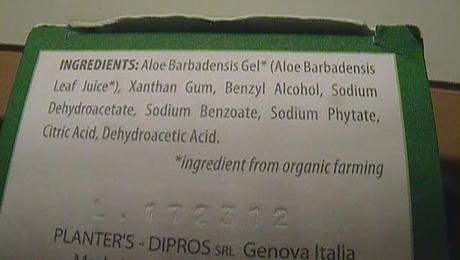 INGREDIENTS: Aloe Barbadensis Gel* (Aloe Barbadensis
Leaf Juice*), Xanthan Gum, Benzyl Alcohol, Sodium
Dehydroacetate, Sodium Benzoate, Sodium Phytate,
Citric Acid, Dehydroacetic Acid.
*ingredient from organic farming
L. 172312
PLANTER'S - DIPROS SRL Genova Italia